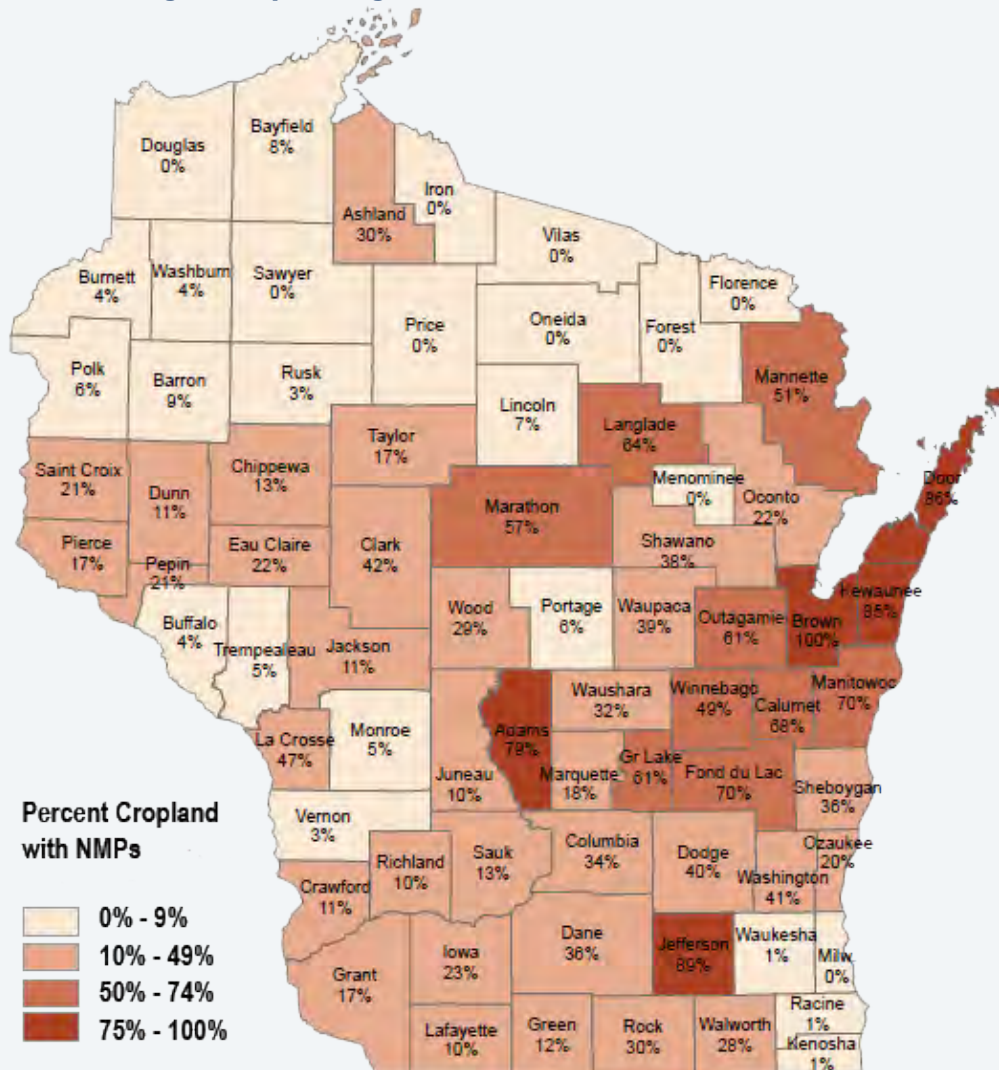 Douglas
0%
Bayfield
8%
Ashland
30%
Iron
0%
Vilas
0%
Burnett
4%
Washburn
4%
Sawyer
0%
Price
0%
Oneida
0%
Forest
0%
Florence
0%
Polk
6%
Barron
9%
Rusk
3%
Lincoln
7%
Langlade
64%
Mannette
51%
Saint Croix
21%
Dunn
11%
Chippewa
13%
Taylor
17%
Marathon
57%
Menominee
0%
Oconto
22%
Door
86%
Pierce
17%
Pepin
21%
Eau Claire
22%
Clark
42%
Shawano
38%
Buffalo
4%
Trempealeau
5%
Jackson
11%
Wood
29%
Portage
6%
Waupaca
39%
Outagamie
61%
Brown
100%
Kewaunee
85%
La Crosse
47%
Monroe
5%
Juneau
10%
Adams
79%
Waushara
32%
Marquette
18%
Gr Lake
61%
Winnebago
49%
Calumet
68%
Manitowoc
70%
Fond du Lac
70%
Sheboygan
36%
Vernon
3%
Crawford
11%
Richland
10%
Sauk
13%
Columbia
34%
Dodge
40%
Washington
41%
Ozaukee
20%
Grant
17%
Iowa
23%
Dane
36%
Jefferson
89%
Waukesha
1%
Milw.
0%
Lafayette
10%
Green
12%
Rock
30%
Walworth
28%
Racine
1%
Kenosha
1%
Percent Cropland
with NMPs
0% - 9%
10% - 49%
50% - 74%
75% - 100%